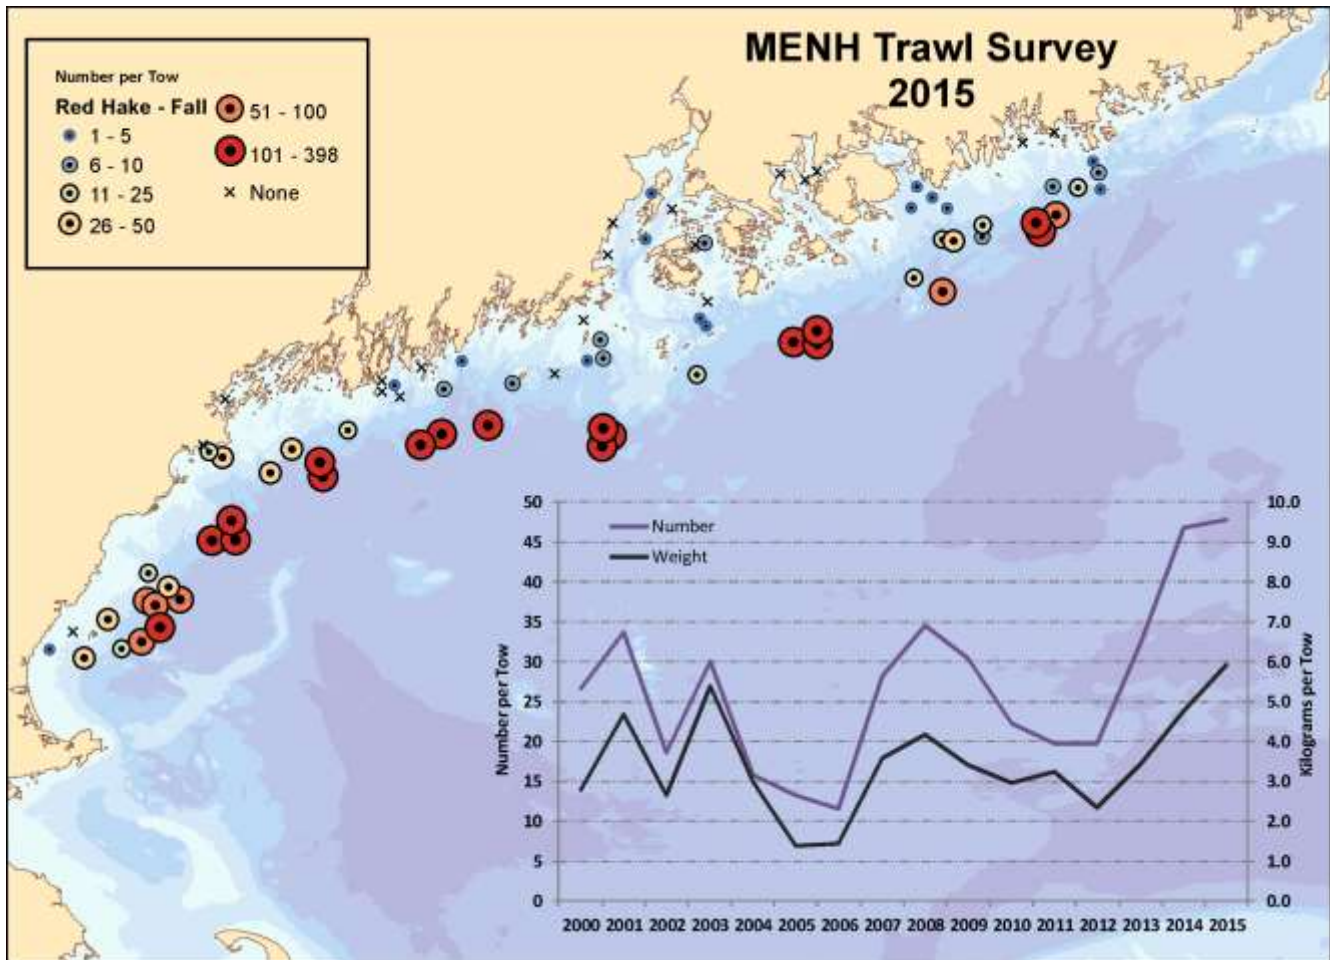 MENH Trawl Survey
2015
Number per Tow
Red Hake - Fall
1 - 5
6 - 10
11 - 25
26 - 50
51 - 100
101 - 398
None
Number
Weight
Number per Tow
50
45
40
35
30
25
20
15
10
5
0
10.0
9.0
8.0
7.0
6.0
5.0
4.0
3.0
2.0
1.0
0.0
Kilograms per Tow
2000 2001 2002 2003 2004 2005 2006 2007 2008 2009 2010 2011 2012 2013 2014 2015